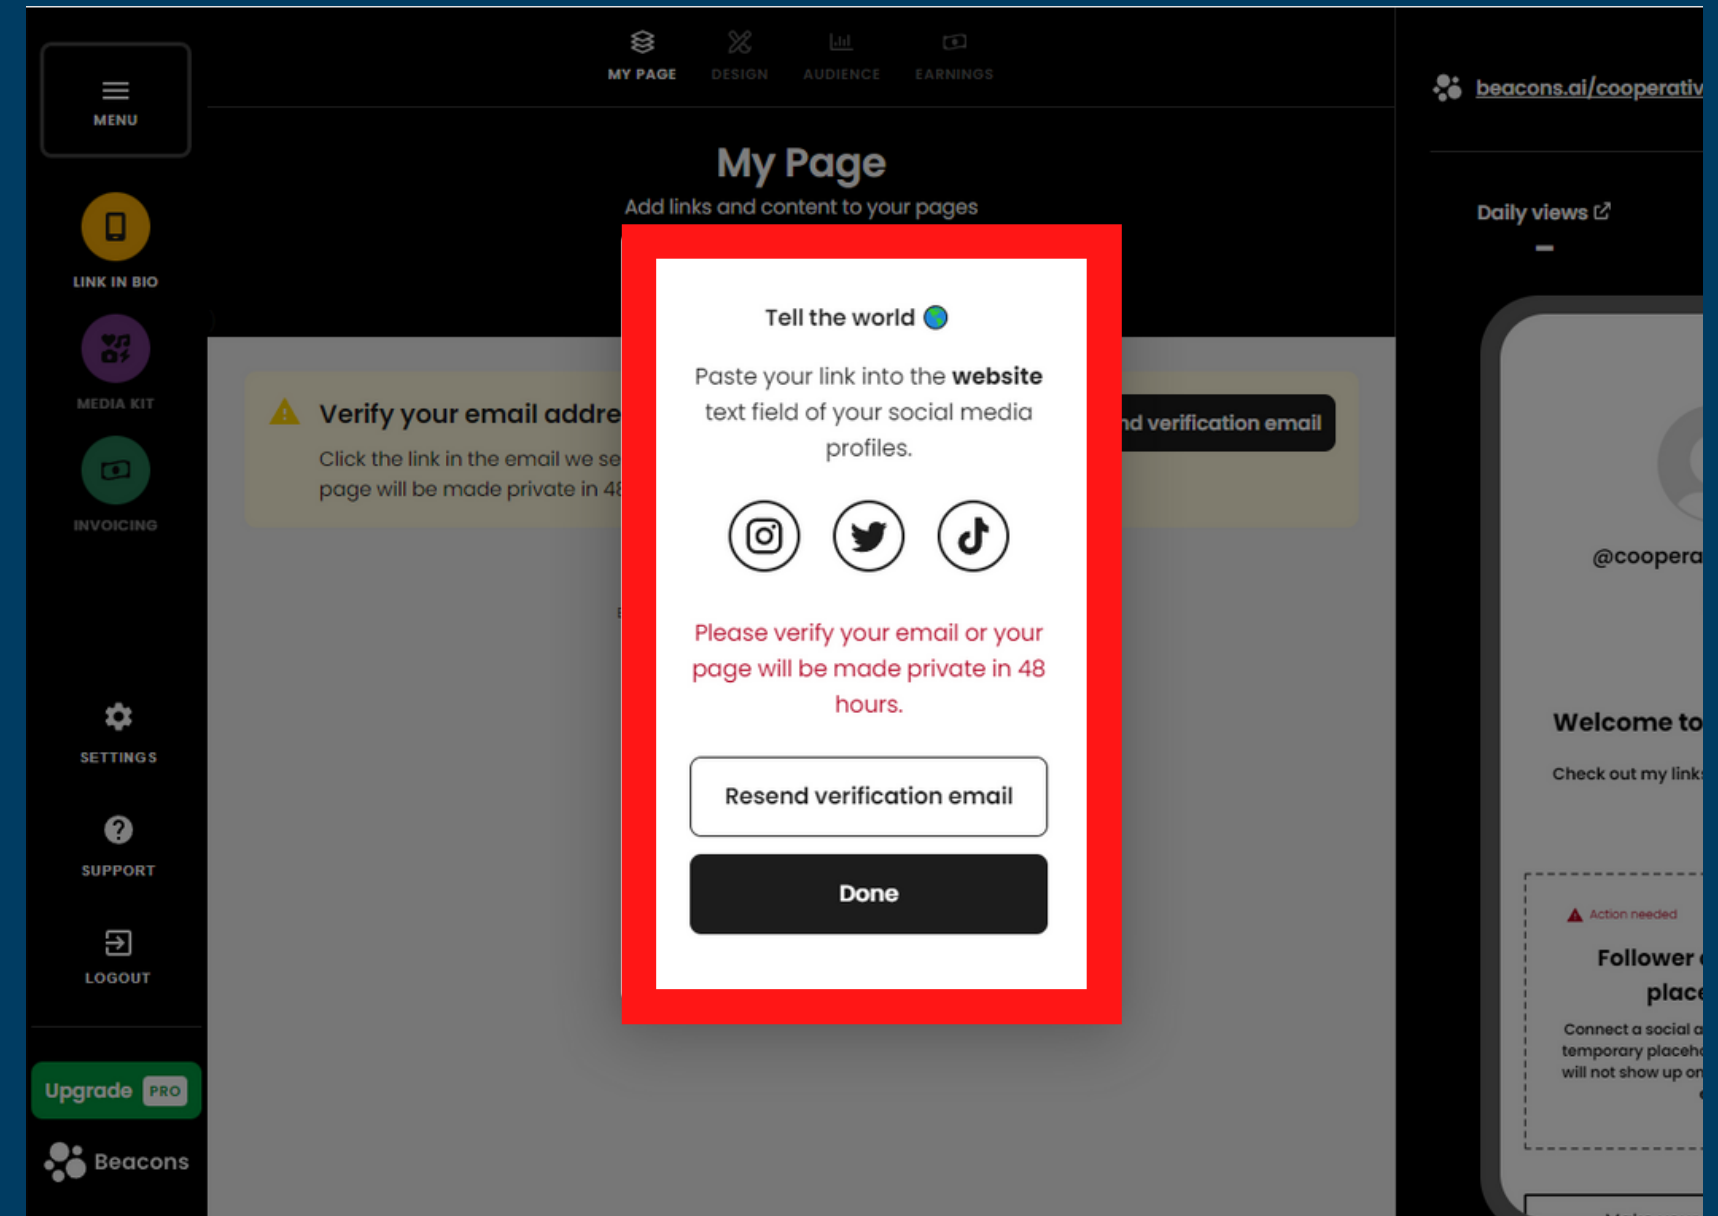 MENU
LINK IN BIO
MEDIA KIT
INVOICING
SETTINGS
SUPPORT
LOGOUT
Upgrade PRO
Beacons
MY PAGE DESIGN AUDIENCE EARNINGS
My Page
Add links and content to your pages
Verify your email addre
Click the link in the email we se
page will be made private in 48
nd verification email
Tell the world
Paste your link into the website
text field of your social media
profiles.
Please verify your email or your
page will be made private in 48
hours.
Resend verification email
Done
beacons.ai/cooperativ
Daily views
@coopera
Welcome to
Check out my links
Action needed
Follower
place
Connect a social a
temporary placeho
will not show up on